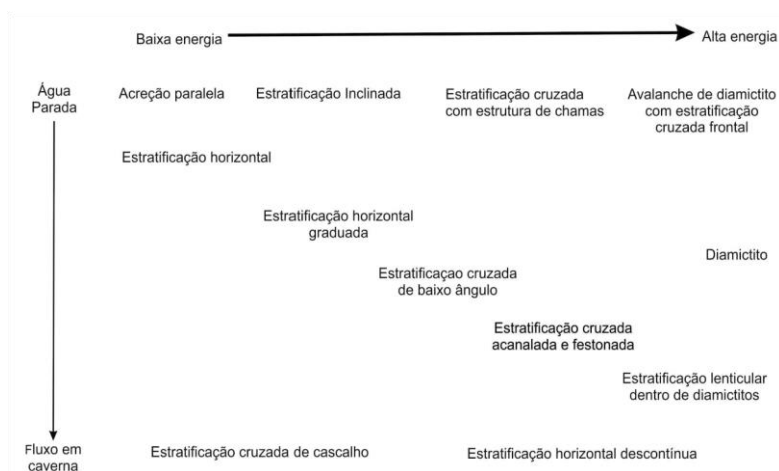 Baixa energia
Alta energia
Água
Parada
Acreção paralela
Estratificação Inclinada
Estratificação cruzada
com estrutura de chamas
Avalanche de diamictito
com estratificação
cruzada frontal
Estratificação horizontal
Estratificação horizontal
graduada
Diamictito
Estratificaçao cruzada
de baixo ângulo
Estratificação cruzada
acanalada e festonada
Estratificação lenticular
dentro de diamictitos
Fluxo em
caverna
Estratificação cruzada de cascalho
Estratificação horizontal descontínua